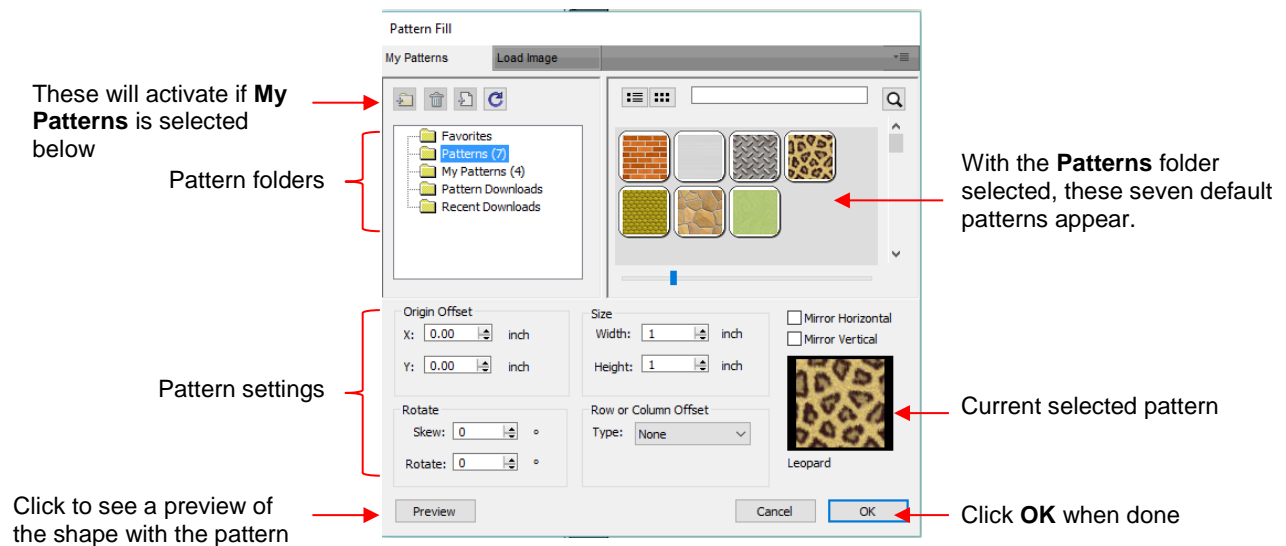 Pattern Fill
My Patterns
Load Image
These will activate if My
Patterns is selected
below
Favorites
Patterns (7)
My Patterns (4)
Pattern Downloads
Recent Downloads
Pattern folders
With the Patterns folder
selected, these seven default
patterns appear.
Origin Offset
X: 0.00 inch
Y: 0.00 inch
Size
Width: 1 inch
Height: 1 inch
Mirror Horizontal
Mirror Vertical
Pattern settings
Rotate
Skew: 0 °
Rotate: 0 °
Row or Column Offset
Type: None
Leopard
Current selected pattern
Click to see a preview of
the shape with the pattern
Preview
Cancel
OK
Click OK when done